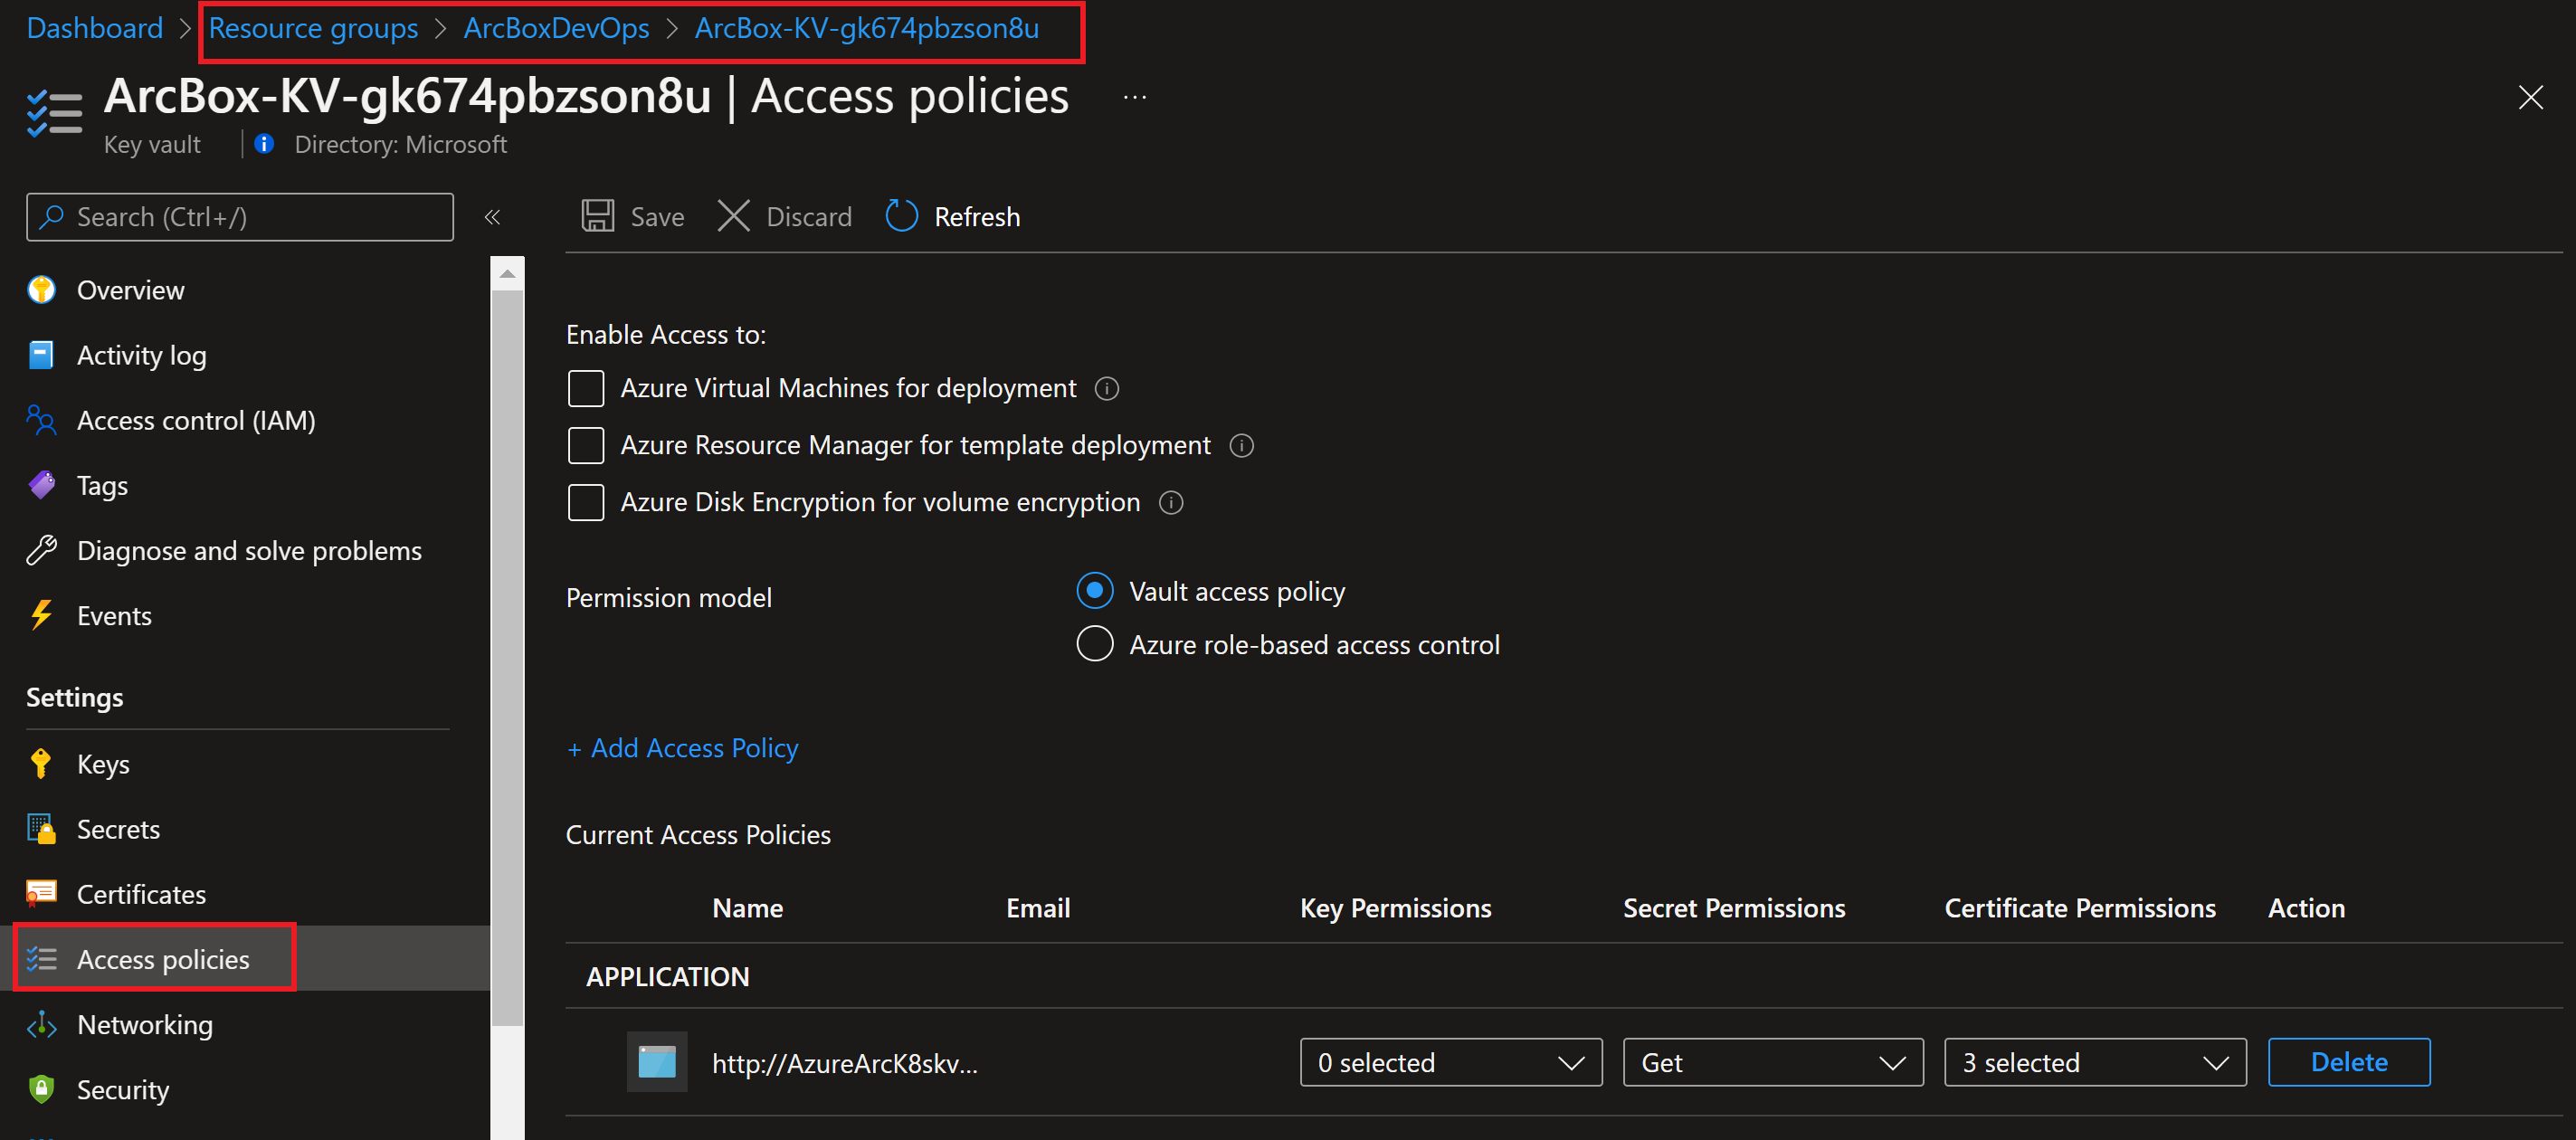 Dashboard > Resource groups > ArcBoxDevOps > ArcBox-KV-gk674pbzson8u
ArcBox-KV-gk674pbzson8u | Access policies ...
Key vault | Directory: Microsoft
Search (Ctrl+/) «
Save Discard Refresh
Overview
Activity log
Access control (IAM)
Tags
Diagnose and solve problems
Events
Settings
Keys
Secrets
Certificates
Access policies
Networking
Security
Enable Access to:
Azure Virtual Machines for deployment
Azure Resource Manager for template deployment
Azure Disk Encryption for volume encryption
Permission model
Vault access policy
Azure role-based access control
+ Add Access Policy
Current Access Policies
Name Email Key Permissions Secret Permissions Certificate Permissions Action
APPLICATION
http://AzureArcK8skv... 0 selected Get 3 selected Delete